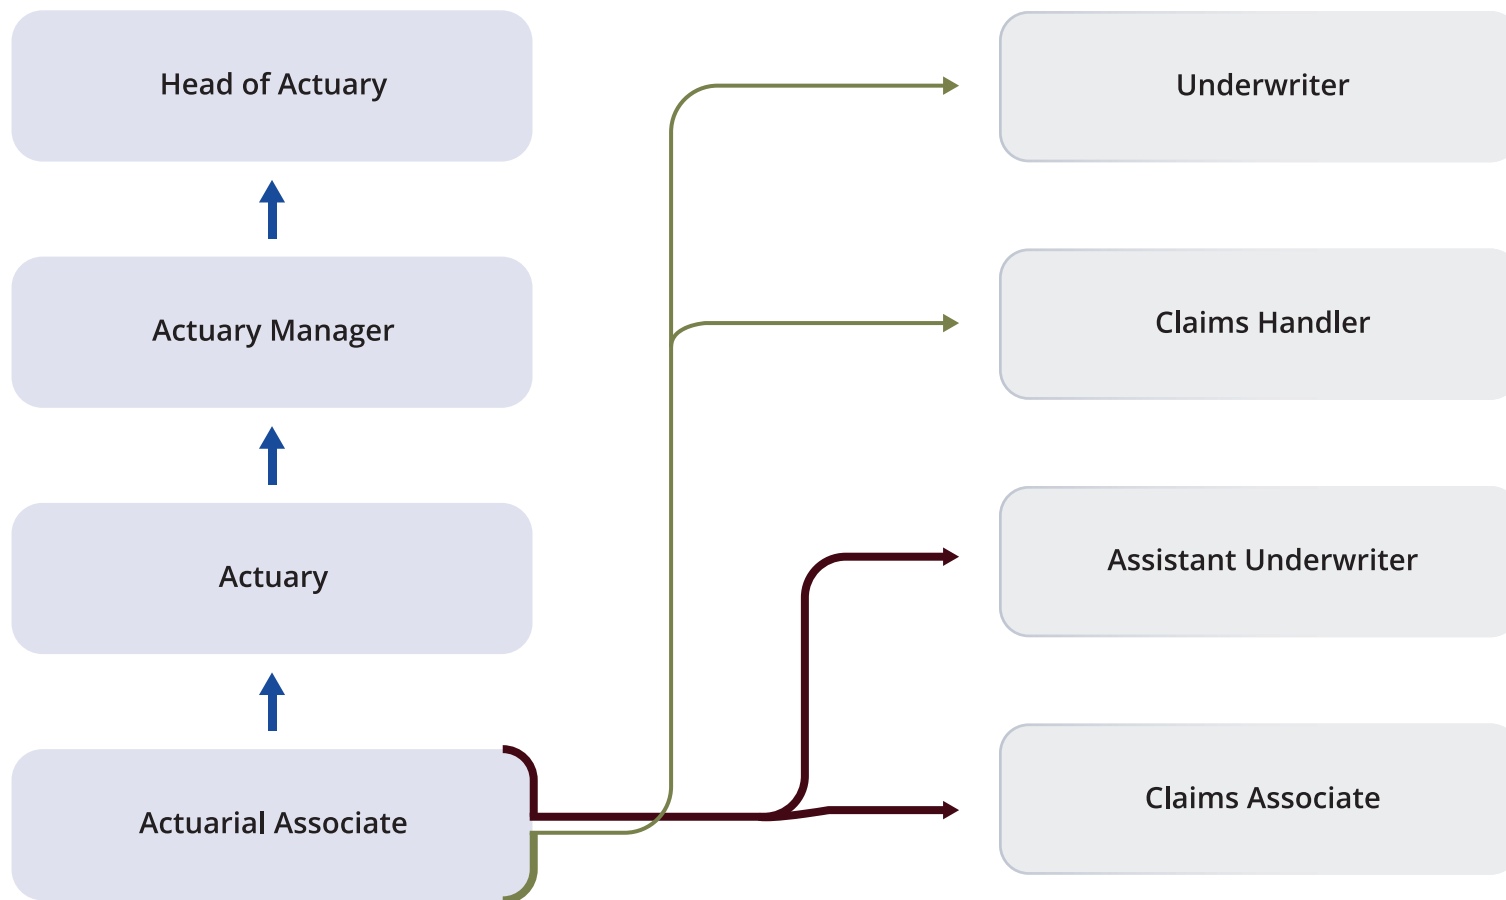 Head of Actuary
Underwriter
Actuary Manager
Claims Handler
Actuary
Assistant Underwriter
Actuarial Associate
Claims Associate